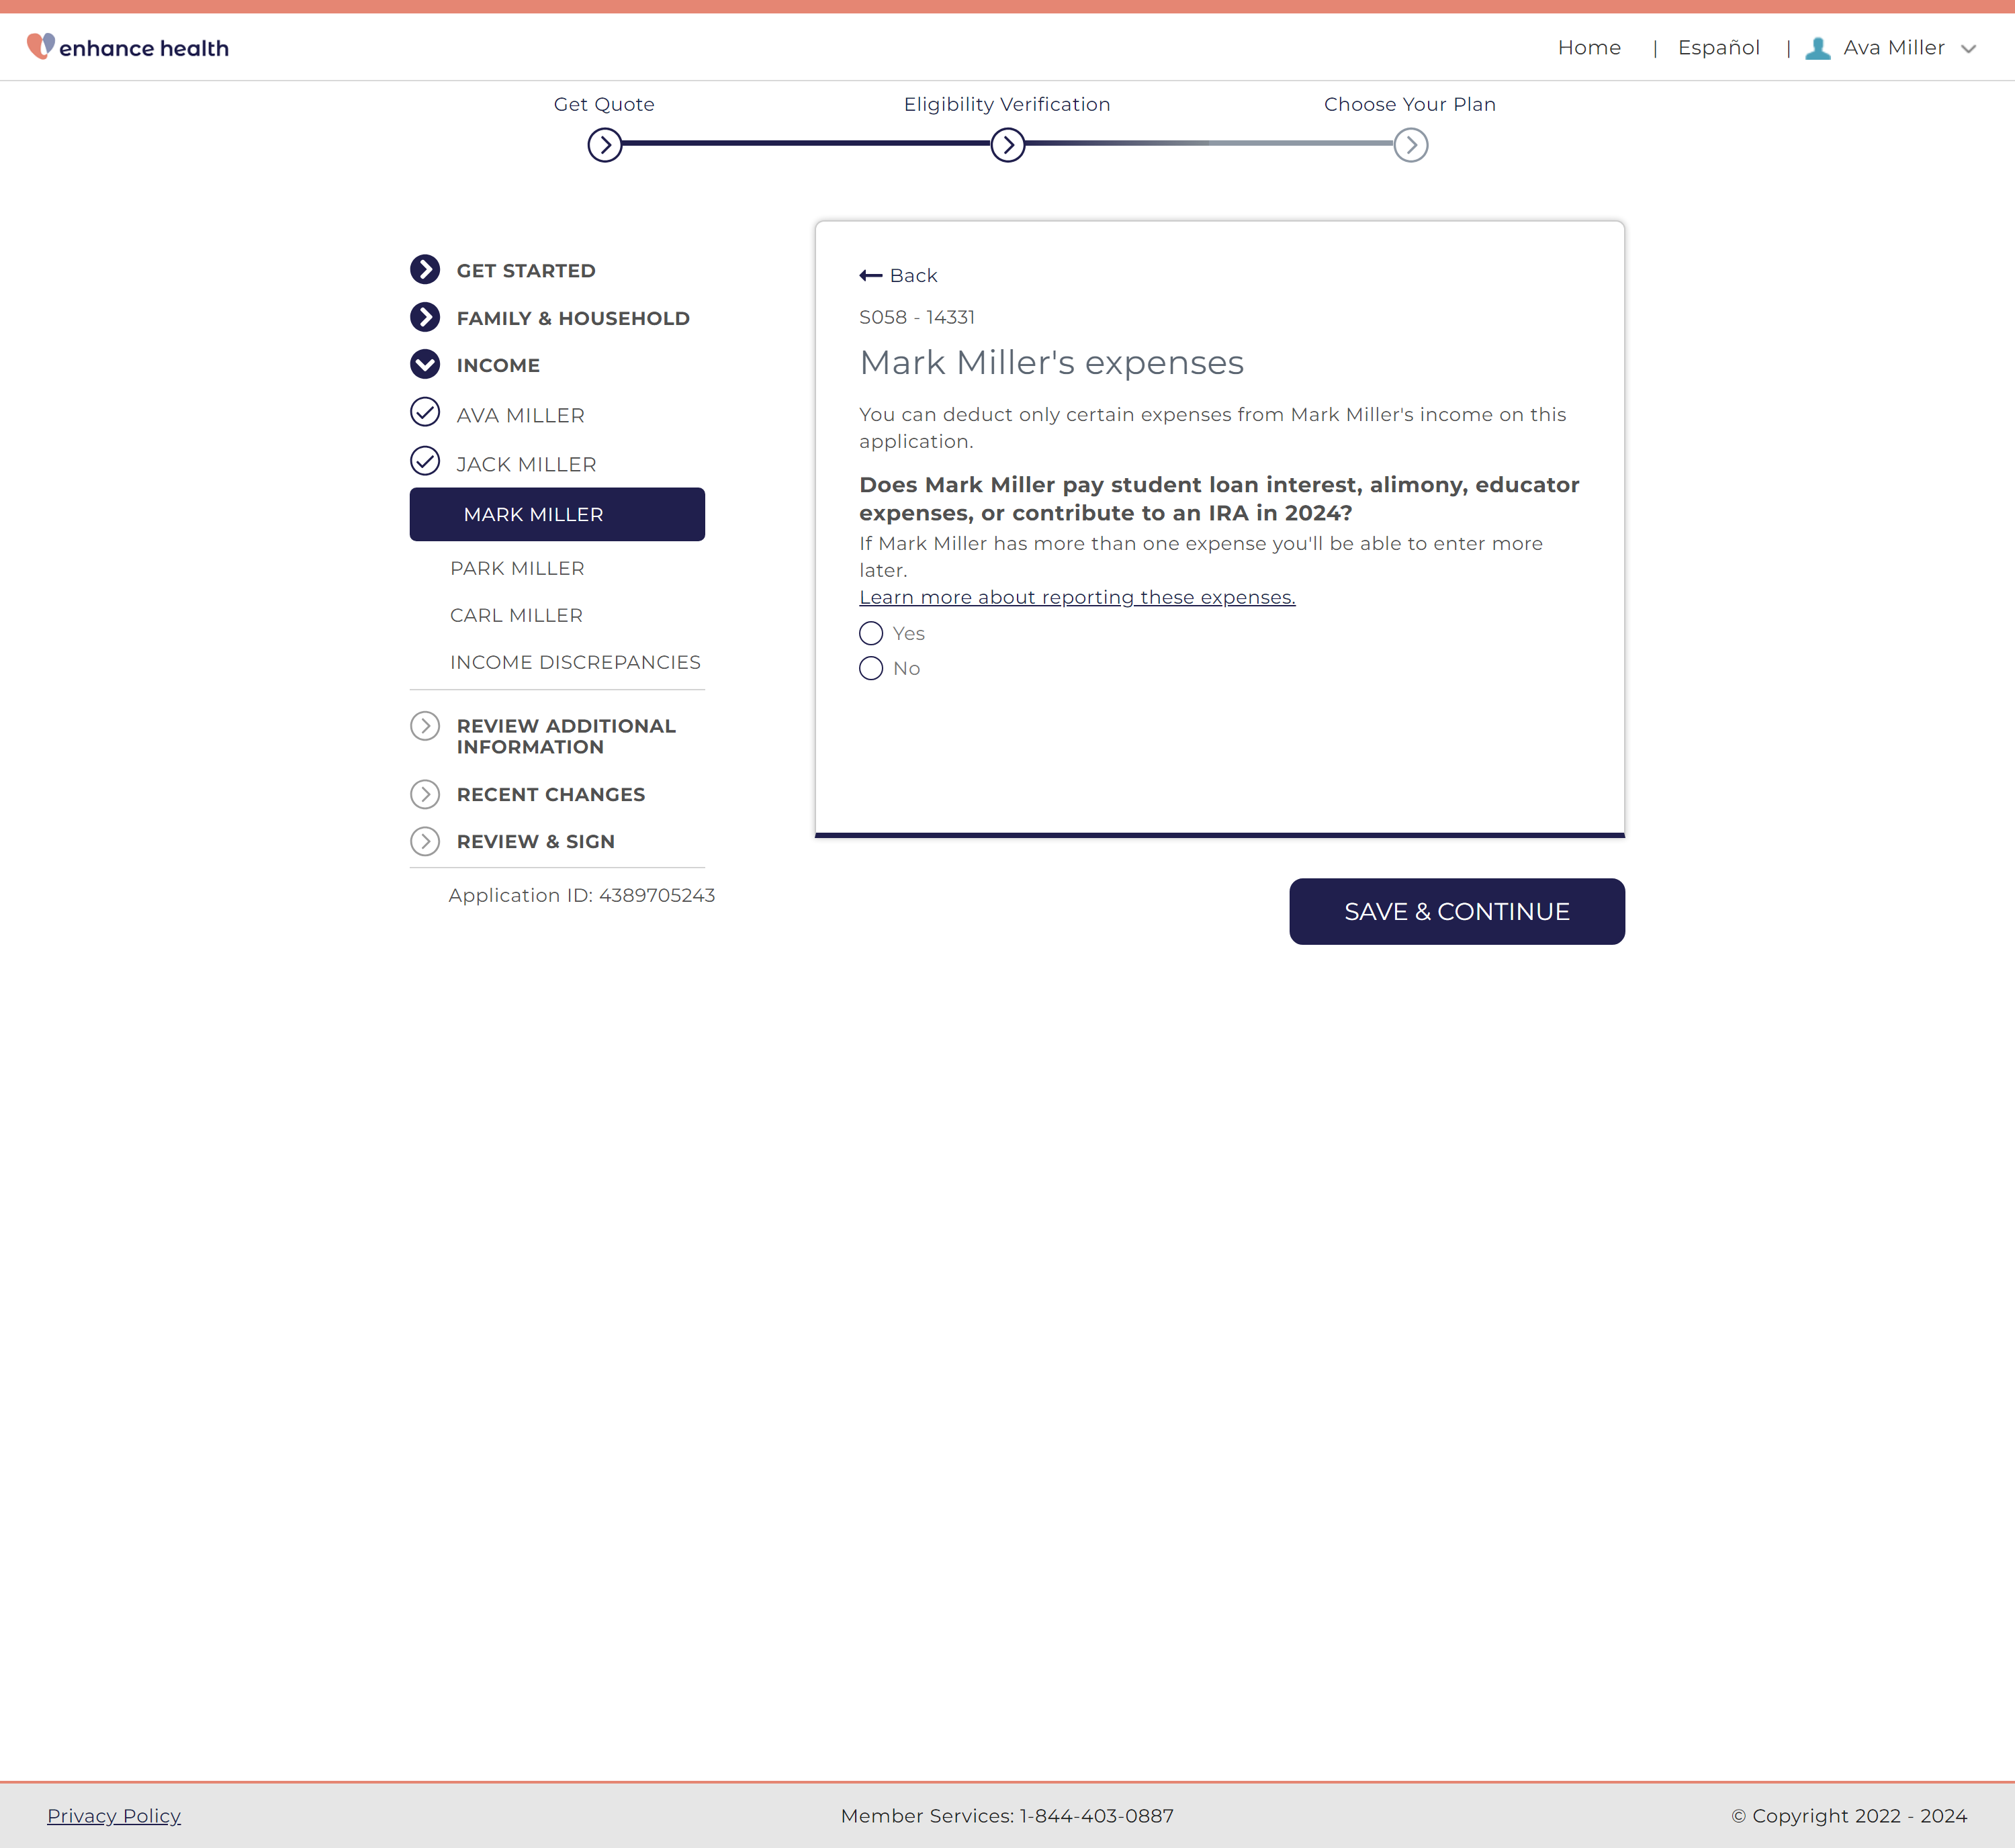 enhance health
Home | Español | Ava Miller
Get Quote
Eligibility Verification
Choose Your Plan
GET STARTED
FAMILY & HOUSEHOLD
INCOME
AVA MILLER
JACK MILLER
MARK MILLER
PARK MILLER
CARL MILLER
INCOME DISCREPANCIES
REVIEW ADDITIONAL
INFORMATION
RECENT CHANGES
REVIEW & SIGN
Application ID: 4389705243
Back
S058 - 14331
Mark Miller's expenses
You can deduct only certain expenses from Mark Miller's income on this
application.
Does Mark Miller pay student loan interest, alimony, educator
expenses, or contribute to an IRA in 2024?
If Mark Miller has more than one expense you'll be able to enter more
later.
Learn more about reporting these expenses.
Yes
No
SAVE & CONTINUE
Privacy Policy
Member Services: 1-844-403-0887
© Copyright 2022 - 2024